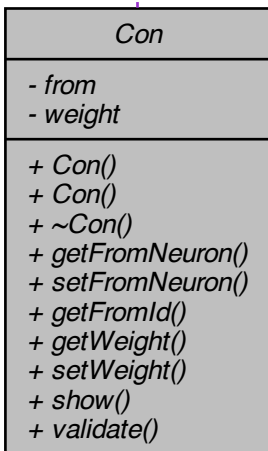 Con
- from
- weight
+ Con()
+ Con()
+ ~Con()
+ getFromNeuron()
+ setFromNeuron()
+ getFromId()
+ getWeight()
+ setWeight()
+ show()
+ validate()